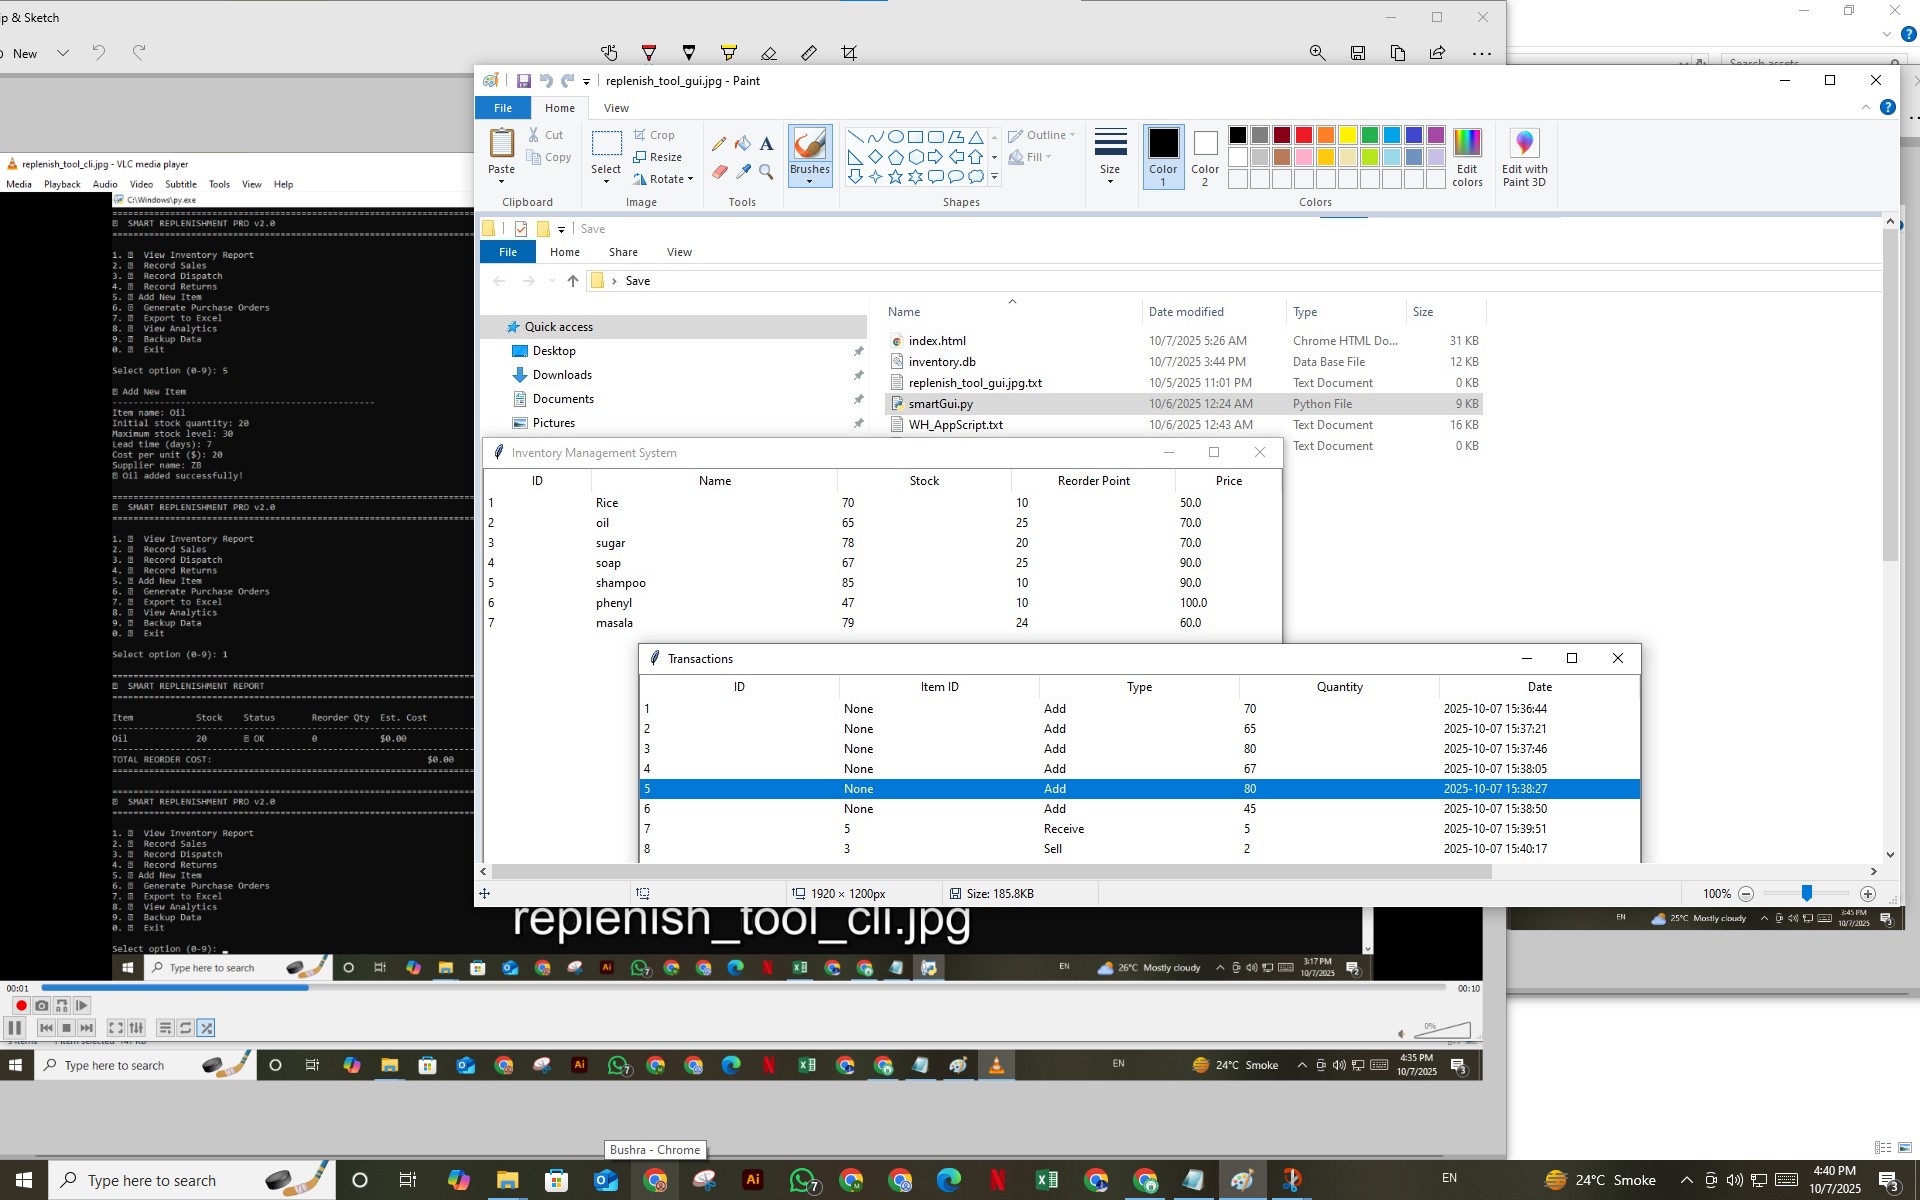 ip & Sketch
New
Search assets
replenish_tool_gui.jpg - Paint
File Home View
Paste
Cut
Copy
Clipboard
Select
Crop
Resize
Rotate
Image
Tools
Brushes
Outline
Fill
Shapes
Size
Color 1
Color 2
Colors
Edit colors
Edit with Paint 3D
Save
File Home Share View
Save
Quick access
Desktop
Downloads
Documents
Pictures
Name Date modified Type Size
index.html 10/7/2025 5:26 AM Chrome HTML Do... 31 KB
inventory.db 10/7/2025 3:44 PM Data Base File 12 KB
replenish_tool_gui.jpg.txt 10/5/2025 11:01 PM Text Document 0 KB
smartGui.py 10/6/2025 12:24 AM Python File 9 KB
WH_AppScript.txt 10/6/2025 12:43 AM Text Document 16 KB
Text Document 0 KB
Inventory Management System
ID Name Stock Reorder Point Price
1 Rice 70 10 50.0
2 oil 65 25 70.0
3 sugar 78 20 70.0
4 soap 67 25 90.0
5 shampoo 85 10 90.0
6 phenyl 47 10 100.0
7 masala 79 24 60.0
Transactions
ID Item ID Type Quantity Date
1 None Add 70 2025-10-07 15:36:44
2 None Add 65 2025-10-07 15:37:21
3 None Add 80 2025-10-07 15:37:46
4 None Add 67 2025-10-07 15:38:05
5 None Add 80 2025-10-07 15:38:27
6 None Add 45 2025-10-07 15:38:50
7 5 Receive 5 2025-10-07 15:39:51
8 3 Sell 2 2025-10-07 15:40:17
1920 × 1200px
Size: 185.8KB
100%
replenish_tool_cli.jpg - VLC media player
Media Playback Audio Video Subtitle Tools View Help
C:\Windows\py.exe
SMART REPLENISHMENT PRO v2.0
1. View Inventory Report
2. Record Sales
3. Record Dispatch
4. Record Returns
5. Add New Item
6. Generate Purchase Orders
7. Export to Excel
8. View Analytics
9. Backup Data
0. Exit
Select option (0-9): 5
Add New Item
Item name: Oil
Initial stock quantity: 20
Maximum stock level: 30
Lead time (days): 7
Cost per unit ($): 20
Supplier name: ZB
Oil added successfully!
SMART REPLENISHMENT PRO v2.0
1. View Inventory Report
2. Record Sales
3. Record Dispatch
4. Record Returns
5. Add New Item
6. Generate Purchase Orders
7. Export to Excel
8. View Analytics
9. Backup Data
0. Exit
Select option (0-9): 1
SMART REPLENISHMENT REPORT
Item Stock Status Reorder Qty Est. Cost
Oil 20 OK 0 $0.00
TOTAL REORDER COST: $0.00
SMART REPLENISHMENT PRO v2.0
1. View Inventory Report
2. Record Sales
3. Record Dispatch
4. Record Returns
5. Add New Item
6. Generate Purchase Orders
7. Export to Excel
8. View Analytics
9. Backup Data
0. Exit
Select option (0-9): _
replenish_tool_cli.jpg
EN 25°C Mostly cloudy 3:45 PM
10/7/2025
Type here to search
EN 26°C Mostly cloudy 3:17 PM
10/7/2025
00:01 00:10
0%
Type here to search
EN 24°C Smoke 4:35 PM
10/7/2025
Bushra - Chrome
Type here to search
EN 24°C Smoke 4:40 PM
10/7/2025